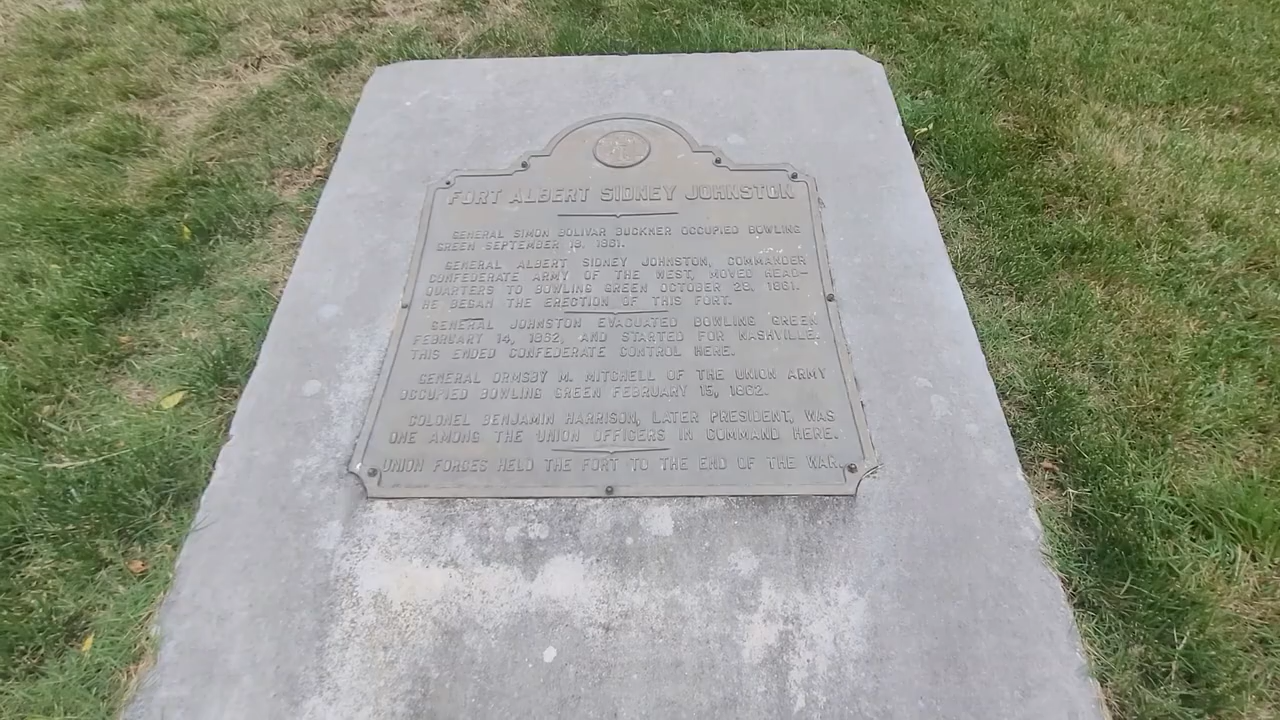 FORT ALBERT SIDNEY JOHNSTON
GENERAL SIMON BOLIVAR BUCKNER OCCUPIED BOWLING
GREEN SEPTEMBER 18, 1861.
GENERAL ALBERT SIDNEY JOHNSTON, COMMANDER
CONFEDERATE ARMY OF THE WEST, MOVED HEAD-
QUARTERS TO BOWLING GREEN OCTOBER 28, 1861.
HE BEGAN THE ERECTION OF THIS FORT.
GENERAL JOHNSTON EVACUATED BOWLING GREEN
FEBRUARY 14, 1862, AND STARTED FOR NASHVILLE.
THIS ENDED CONFEDERATE CONTROL HERE.
GENERAL ORMSBY M. MITCHELL OF THE UNION ARMY
OCCUPIED BOWLING GREEN FEBRUARY 15, 1862.
COLONEL BENJAMIN HARRISON, LATER PRESIDENT, WAS
ONE AMONG THE UNION OFFICERS IN COMMAND HERE.
UNION FORCES HELD THE FORT TO THE END OF THE WAR.